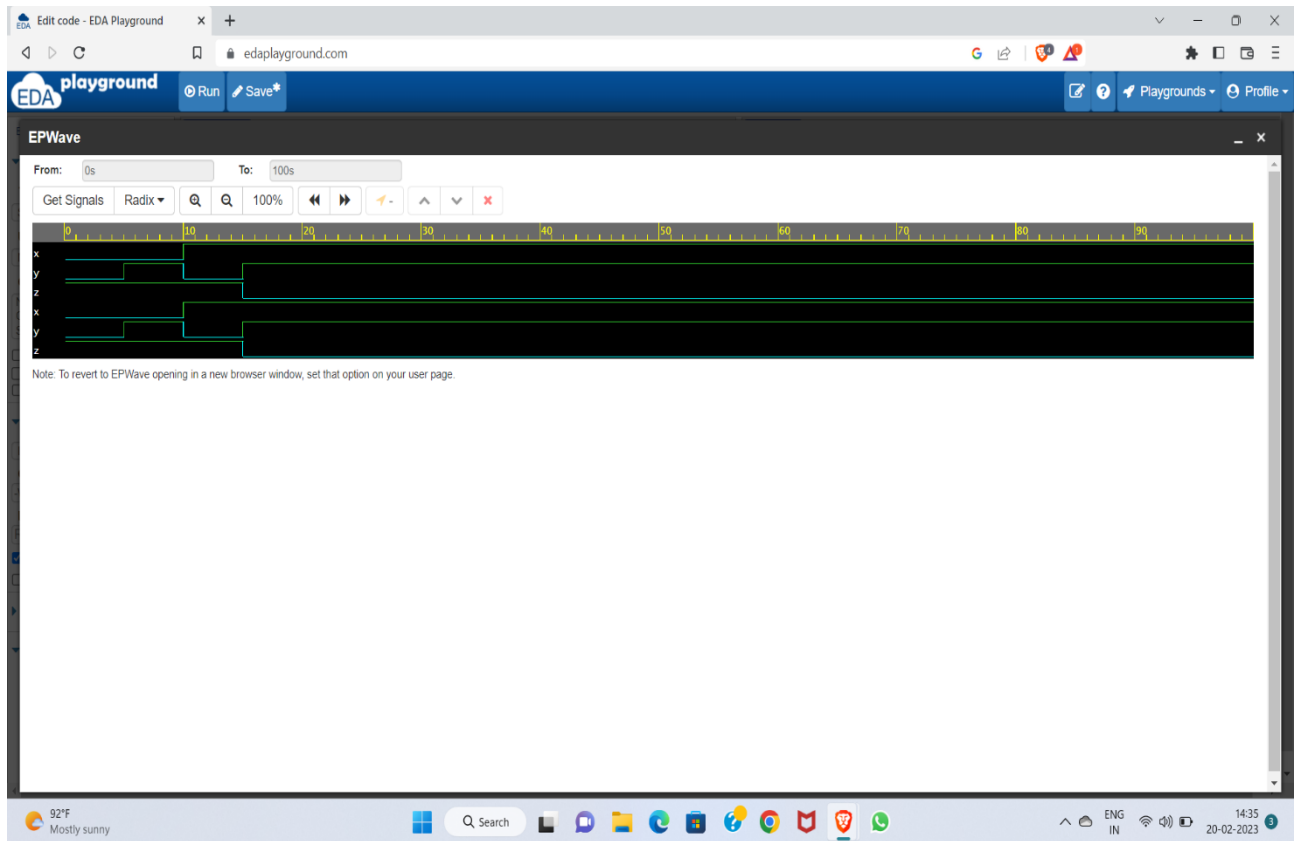 EDA Edit code - EDA Playground × +
edaplayground.com
EDA playground Run Save* Playgrounds Profile
EPWave
From: 0s To: 100s
Get Signals Radix 100%
0 10 20 30 40 50 60 70 80 90
x
y
z
x
y
z
Note: To revert to EPWave opening in a new browser window, set that option on your user page.
92°F
Mostly sunny
Search
ENG
IN
14:35
20-02-2023
3